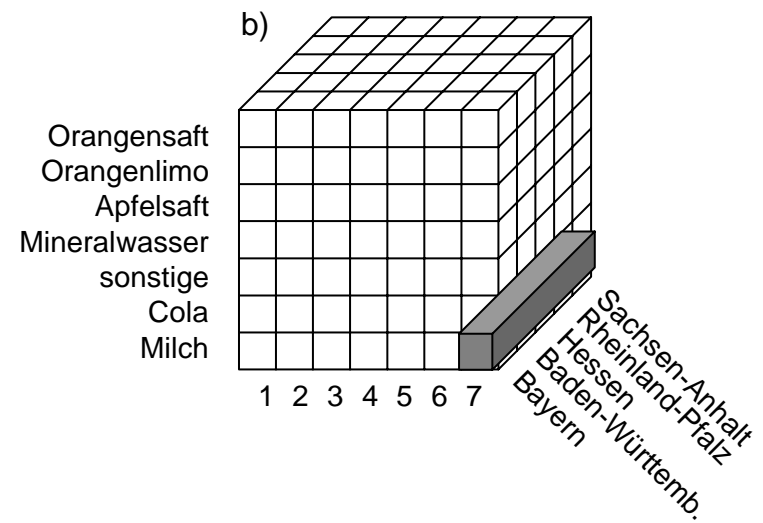 b)
Orangensaft
Orangenlimo
Apfelsaft
Mineralwasser
sonstige
Cola
Milch
1 2 3 4 5 6 7
Sachsen-Anhalt
Rheinland-Pfalz
Hessen
Baden-Württemb.
Bayern